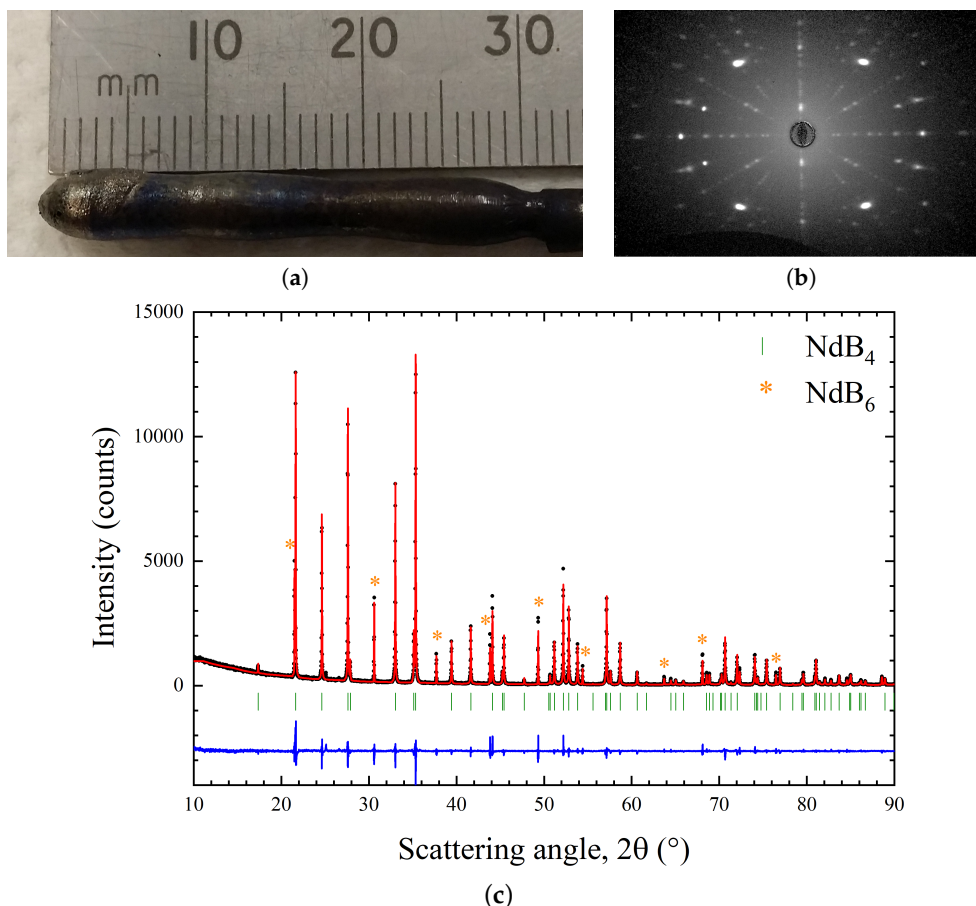 10 20 30
mm
(a) (b)
15000
NdB₄
* NdB₆
10000
5000
0
Intensity (counts)
10 20 30 40 50 60 70 80 90
Scattering angle, 2θ (°)
(c)